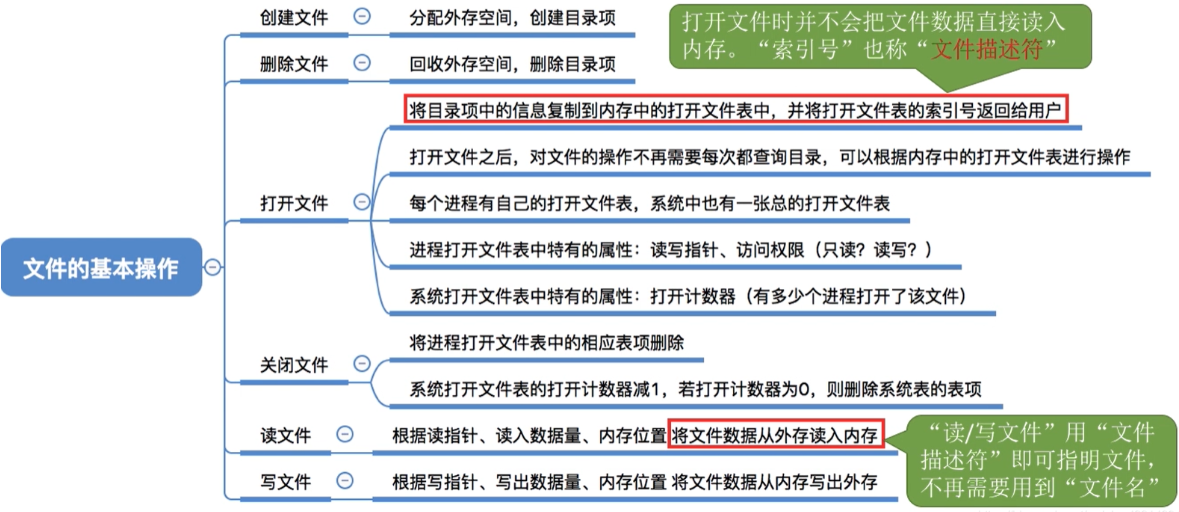 创建文件
分配外存空间，创建目录项
打开文件时并不会把文件数据直接读入
内存。“索引号”也称“文件描述符”
删除文件
回收外存空间，删除目录项
将目录项中的信息复制到内存中的打开文件表中，并将打开文件表的索引号返回给用户
打开文件之后，对文件的操作不再需要每次都查询目录，可以根据内存中的打开文件表进行操作
打开文件
每个进程有自己的打开文件表，系统中也有一张总的打开文件表
进程打开文件表中特有的属性：读写指针、访问权限（只读？读写？）
系统打开文件表中特有的属性：打开计数器（有多少个进程打开了该文件）
文件的基本操作
关闭文件
将进程打开文件表中的相应表项删除
系统打开文件表的打开计数器减1，若打开计数器为0，则删除系统表的表项
读文件
根据读指针、读入数据量、内存位置 将文件数据从外存读入内存
“读/写文件”用“文件
描述符”即可指明文件，
不再需要用到“文件名”
写文件
根据写指针、写出数据量、内存位置 将文件数据从内存写出外存